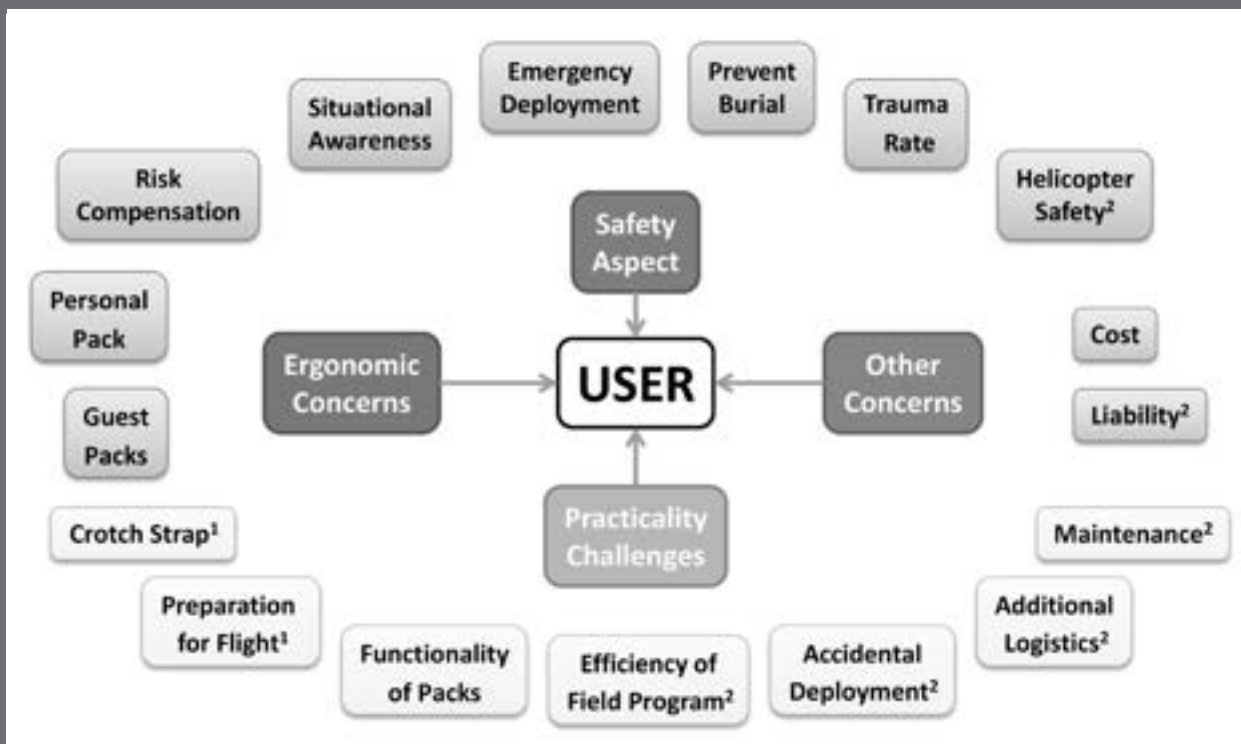 Emergency
Deployment
Prevent
Burial
Situational
Awareness
Trauma
Rate
Risk
Compensation
Helicopter
Safety²
Safety
Aspect
Personal
Pack
Cost
Ergonomic
Concerns
USER
Other
Concerns
Guest
Packs
Liability²
Crotch Strap¹
Practicality
Challenges
Maintenance²
Preparation
for Flight¹
Additional
Logistics²
Functionality
of Packs
Efficiency of
Field Program²
Accidental
Deployment²